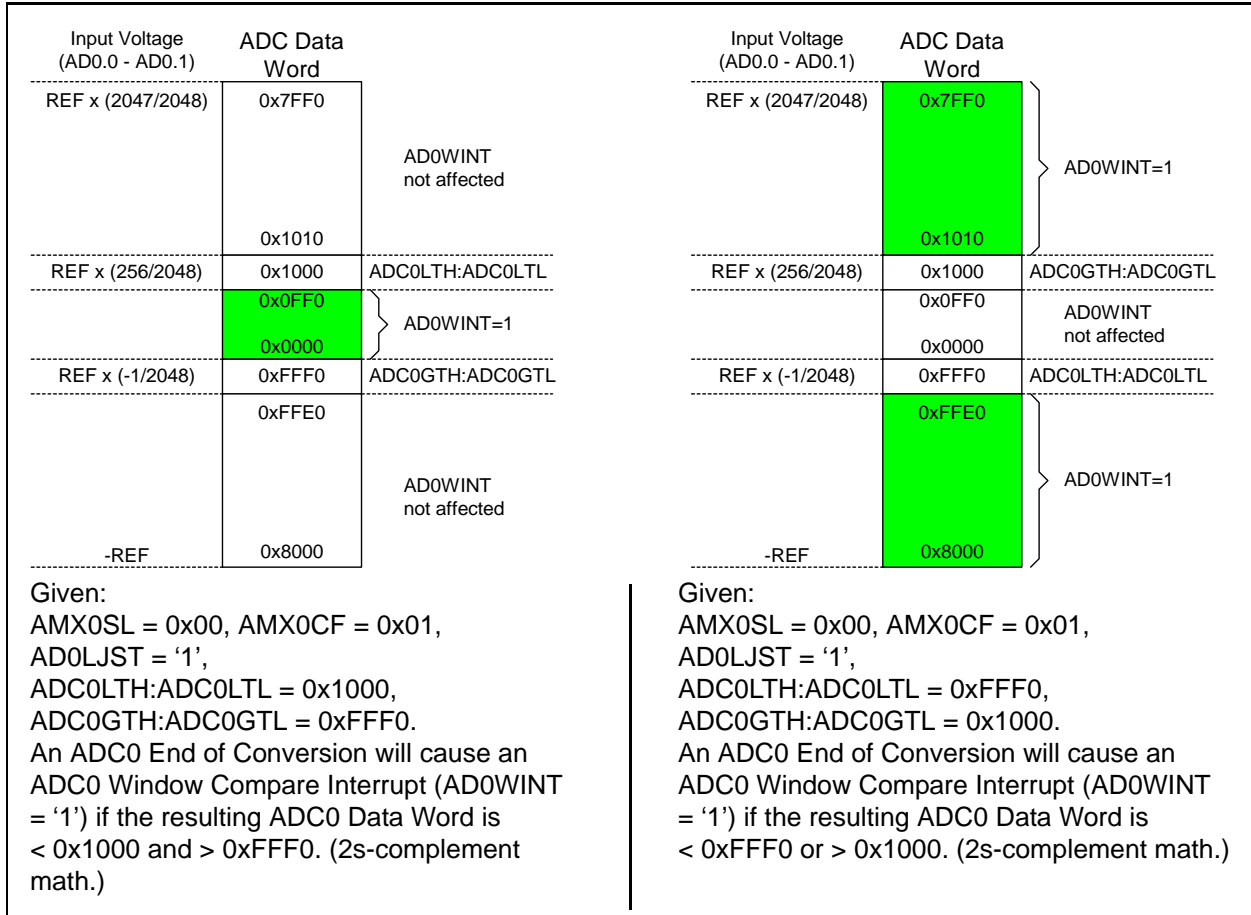 Input Voltage
(AD0.0 - AD0.1)
ADC Data
Word
REF x (2047/2048)
0x7FF0
AD0WINT
not affected
0x1010
REF x (256/2048)
0x1000
ADC0LTH:ADC0LTL
0x0FF0
AD0WINT=1
0x0000
REF x (-1/2048)
0xFFF0
ADC0GTH:ADC0GTL
0xFFE0
AD0WINT
not affected
-REF
0x8000
Given:
AMX0SL = 0x00, AMX0CF = 0x01,
AD0LJST = ‘1’,
ADC0LTH:ADC0LTL = 0x1000,
ADC0GTH:ADC0GTL = 0xFFF0.
An ADC0 End of Conversion will cause an
ADC0 Window Compare Interrupt (AD0WINT
= ‘1’) if the resulting ADC0 Data Word is
< 0x1000 and > 0xFFF0. (2s-complement
math.)
Input Voltage
(AD0.0 - AD0.1)
ADC Data
Word
REF x (2047/2048)
0x7FF0
AD0WINT=1
0x1010
REF x (256/2048)
0x1000
ADC0GTH:ADC0GTL
0x0FF0
AD0WINT
not affected
0x0000
REF x (-1/2048)
0xFFF0
ADC0LTH:ADC0LTL
0xFFE0
AD0WINT=1
-REF
0x8000
Given:
AMX0SL = 0x00, AMX0CF = 0x01,
AD0LJST = ‘1’,
ADC0LTH:ADC0LTL = 0xFFF0,
ADC0GTH:ADC0GTL = 0x1000.
An ADC0 End of Conversion will cause an
ADC0 Window Compare Interrupt (AD0WINT
= ‘1’) if the resulting ADC0 Data Word is
< 0xFFF0 or > 0x1000. (2s-complement math.)